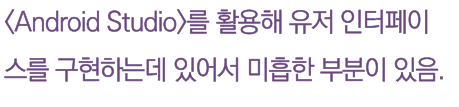 <Android Studio>를 활용해 유저 인터페이
스를 구현하는데 있어서 미흡한 부분이 있음.